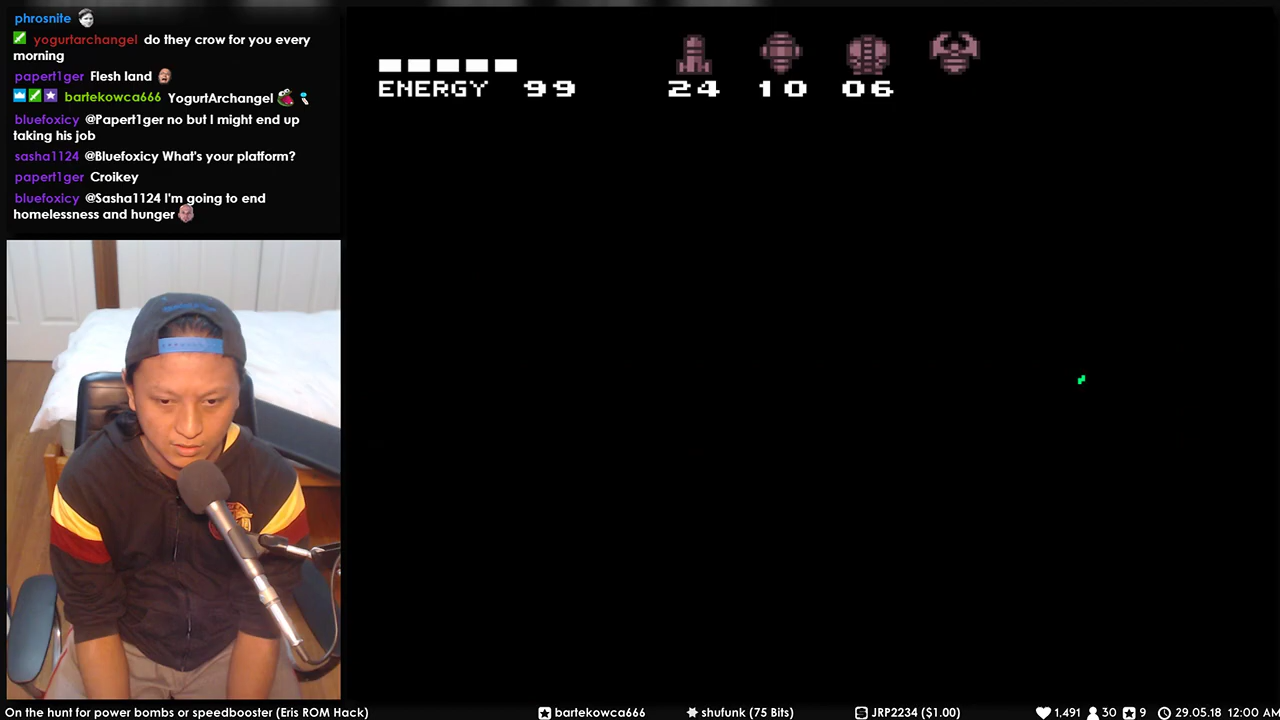 phrosnite
yogurtarchangel do they crow for you every
morning
papert1ger Flesh land
bartekowca666 YogurtArchangel
bluefoxicy @Papert1ger no but I might end up
taking his job
sasha1124 @Bluefoxicy What's your platform?
papert1ger Croikey
bluefoxicy @Sasha1124 I'm going to end
homelessness and hunger
ENERGY 99
24 10 06
On the hunt for power bombs or speedbooster (Eris ROM Hack)
bartekowca666
shufunk (75 Bits)
JRP2234 ($1.00)
1,491 30 9 29.05.18 12:00 AM